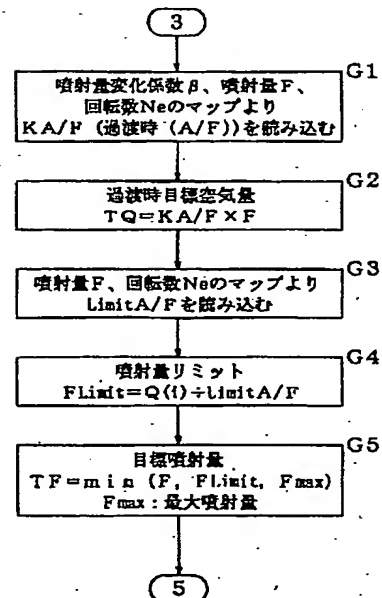 3
G1
噴射量変化係数β、噴射量F、
回転数Neのマップより
KA/F (過渡時 (A/F))を読み込む
G2
過渡時目標空気量
TQ=KA/F×F
G3
噴射量F、回転数Neのマップより
LimitA/Fを読み込む
G4
噴射量リミット
FLimit=Q(i)÷LimitA/F
G5
目標噴射量
TF=min (F, FLimit, Fmax)
Fmax:最大噴射量
5